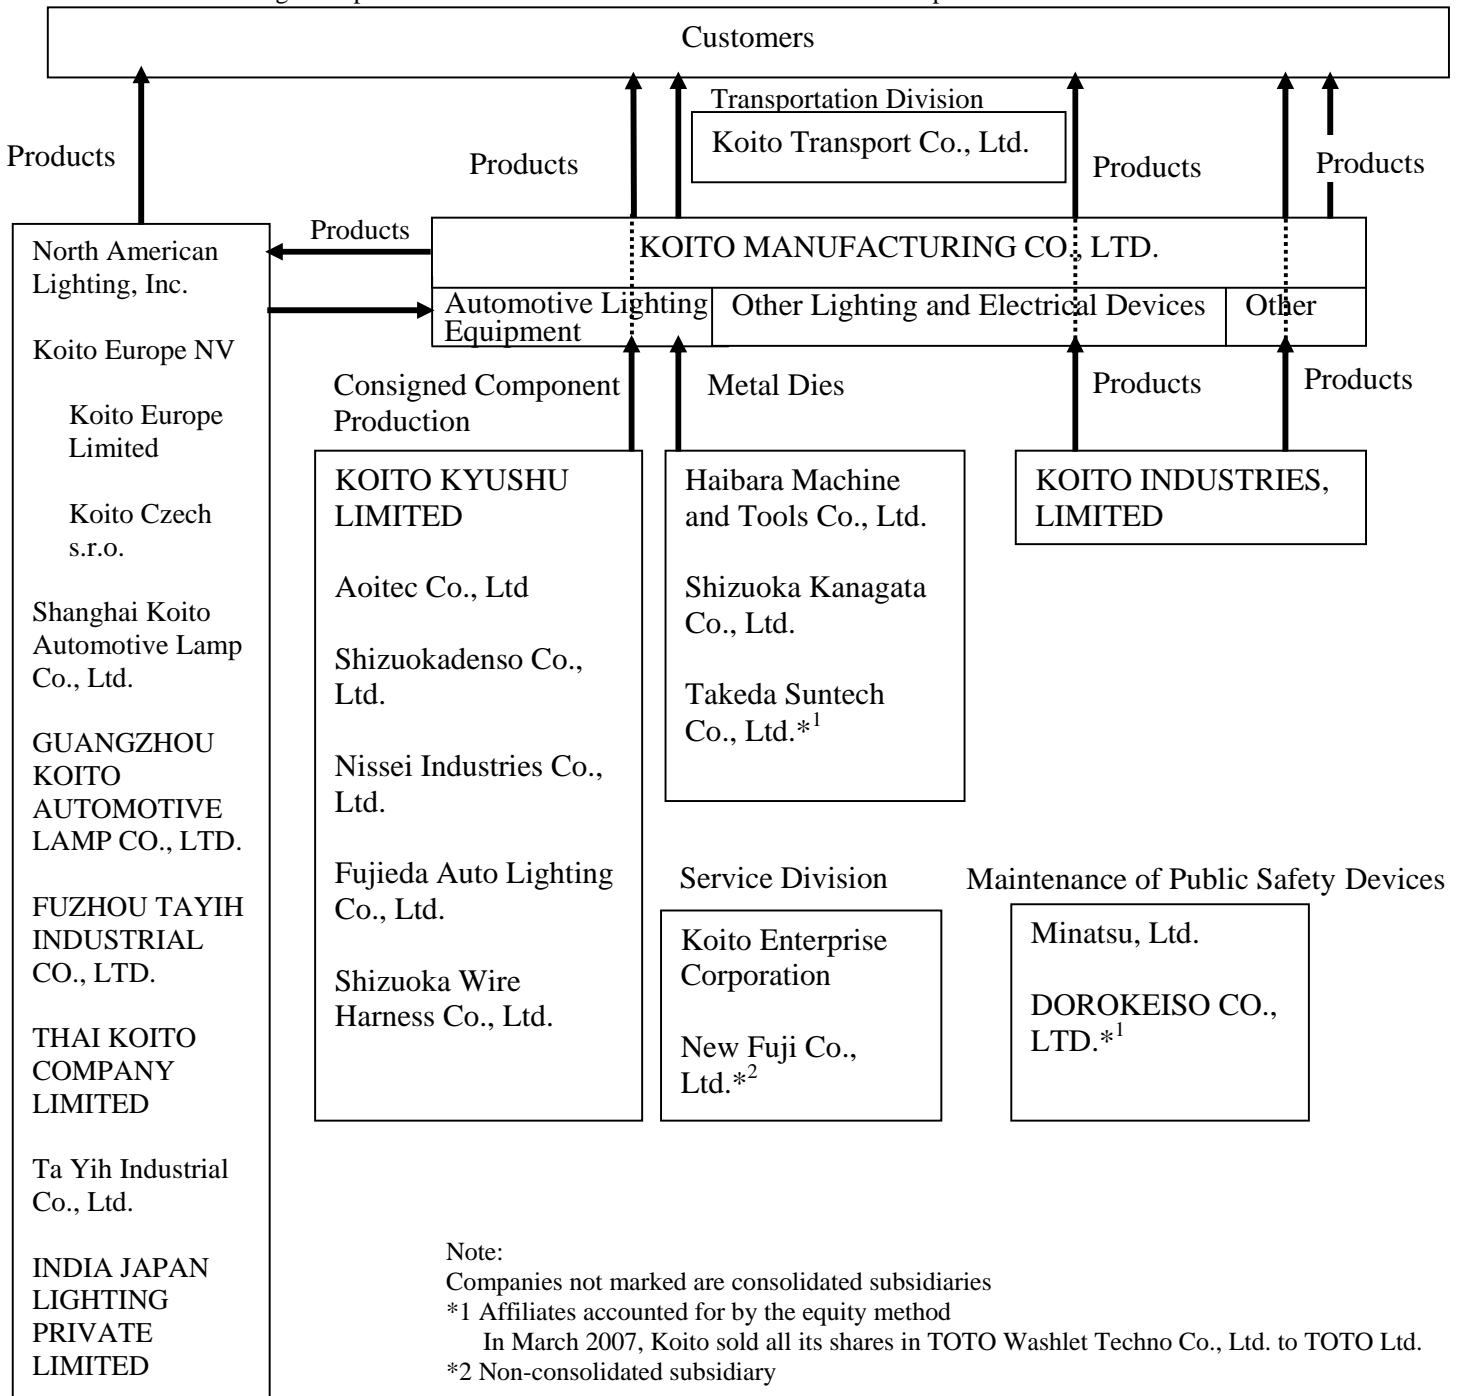 Customers
Transportation Division
Koito Transport Co., Ltd.
Products
Products
Products
Products
Products
KOITO MANUFACTURING CO., LTD.
Automotive Lighting
Equipment
Other Lighting and Electrical Devices
Other
North American
Lighting, Inc.
Koito Europe NV
Koito Europe
Limited
Koito Czech
s.r.o.
Shanghai Koito
Automotive Lamp
Co., Ltd.
GUANGZHOU
KOITO
AUTOMOTIVE
LAMP CO., LTD.
FUZHOU TAYIH
INDUSTRIAL
CO., LTD.
THAI KOITO
COMPANY
LIMITED
Ta Yih Industrial
Co., Ltd.
INDIA JAPAN
LIGHTING
PRIVATE
LIMITED
Consigned Component
Production
KOITO KYUSHU
LIMITED
Aoitec Co., Ltd
Shizuokadenso Co.,
Ltd.
Nissei Industries Co.,
Ltd.
Fujieda Auto Lighting
Co., Ltd.
Shizuoka Wire
Harness Co., Ltd.
Metal Dies
Haibara Machine
and Tools Co., Ltd.
Shizuoka Kanagata
Co., Ltd.
Takeda Suntech
Co., Ltd.*1
Products
Products
KOITO INDUSTRIES,
LIMITED
Service Division
Koito Enterprise
Corporation
New Fuji Co.,
Ltd.*2
Maintenance of Public Safety Devices
Minatsu, Ltd.
DOROKEISO CO.,
LTD.*1
Note:
Companies not marked are consolidated subsidiaries
*1 Affiliates accounted for by the equity method
In March 2007, Koito sold all its shares in TOTO Washlet Techno Co., Ltd. to TOTO Ltd.
*2 Non-consolidated subsidiary